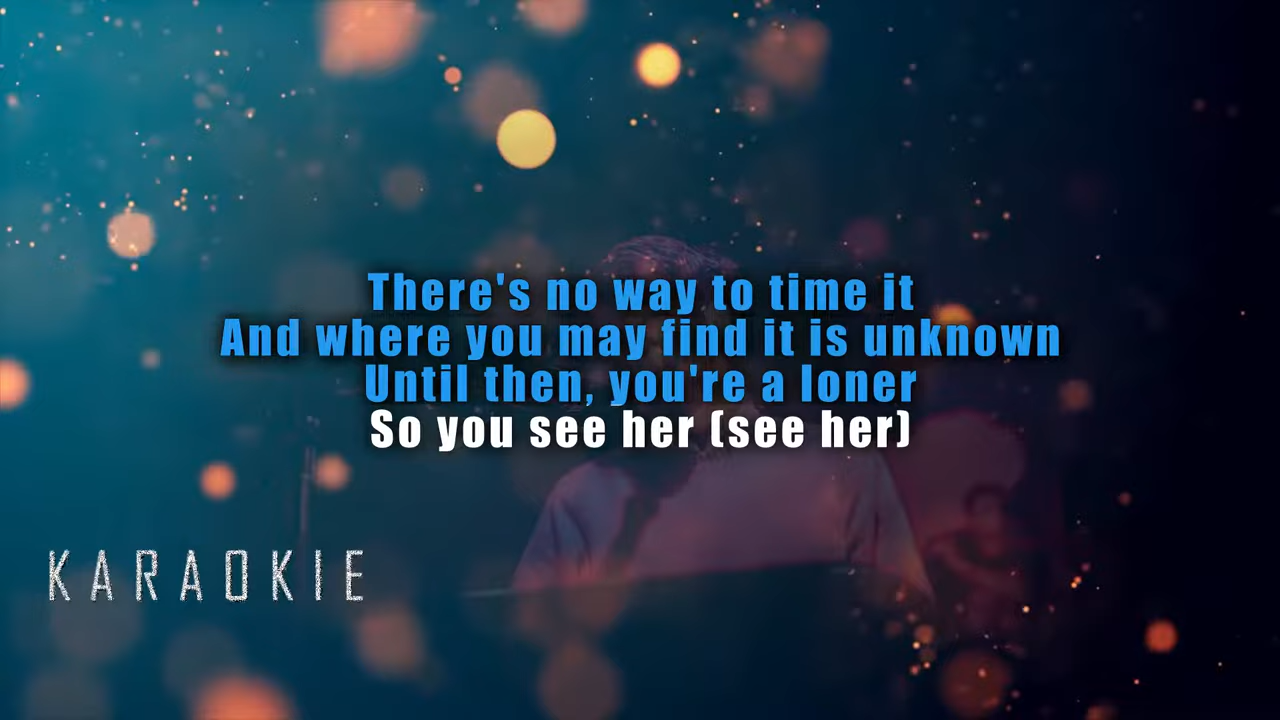 There's no way to time it
And where you may find it is unknown
Until then, you're a loner
So you see her (see her)
KARAOKIE